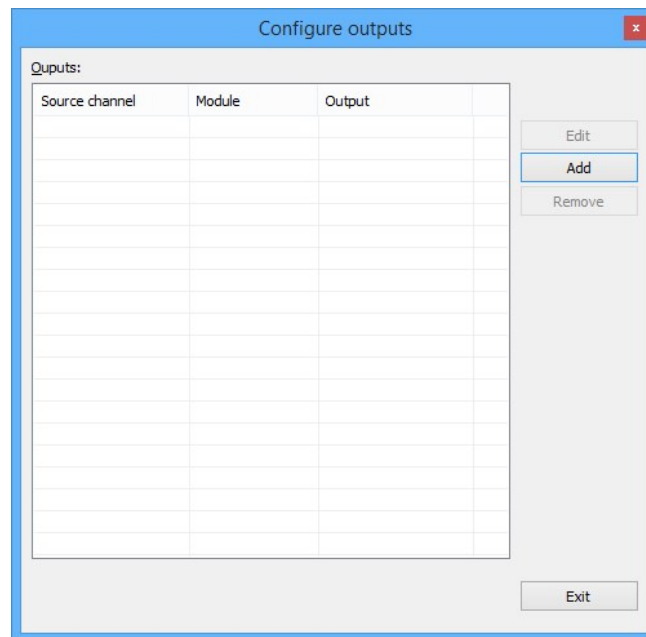 Configure outputs
x
Ouputs:
Source channel Module Output
Edit
Add
Remove
Exit